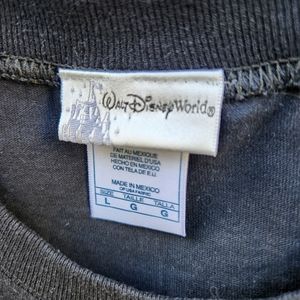 Walt Disney World®
FAIT AU MEXIQUE
DE MATERIEL D'USA
HECHO EN MEXICO
CON TELA DE E.U.
MADE IN MEXICO
OF USA FABRIC
SIZE TAILLE TALLA
L G G